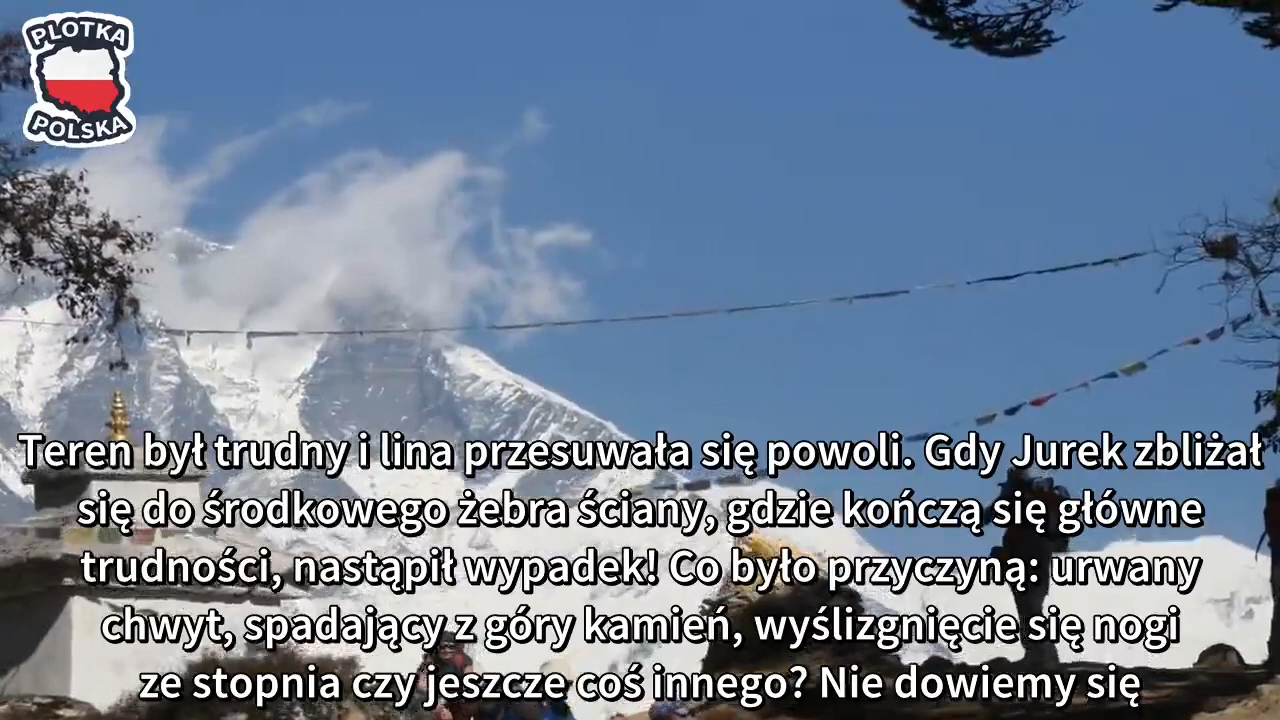 PLOTKA
POLSKA
Teren był trudny i lina przesuwała się powoli. Gdy Jurek zbliżał
się do środkowego żebra ściany, gdzie kończą się główne
trudności, nastąpił wypadek! Co było przyczyną: urwany
chwyt, spadający z góry kamień, wyślizgnięcie się nogi
ze stopnia czy jeszcze coś innego? Nie dowiemy się